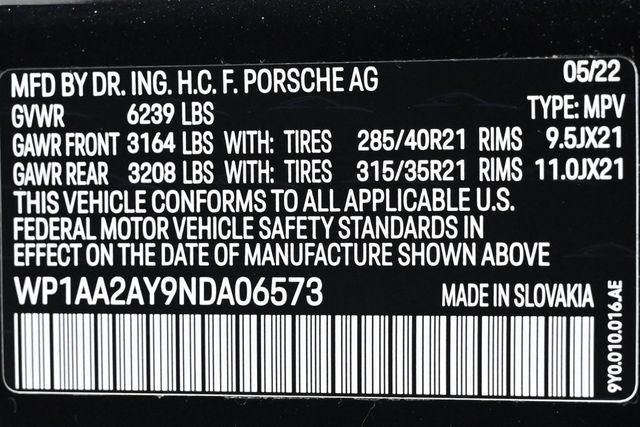 MFD BY DR. ING. H.C. F. PORSCHE AG 05/22
GVWR 6239 LBS TYPE: MPV
GAWR FRONT 3164 LBS WITH: TIRES 285/40R21 RIMS 9.5JX21
GAWR REAR 3208 LBS WITH: TIRES 315/35R21 RIMS 11.0JX21
THIS VEHICLE CONFORMS TO ALL APPLICABLE U.S.
FEDERAL MOTOR VEHICLE SAFETY STANDARDS IN
EFFECT ON THE DATE OF MANUFACTURE SHOWN ABOVE
WP1AA2AY9NDA06573 MADE IN SLOVAKIA
9Y0.010.016.AE